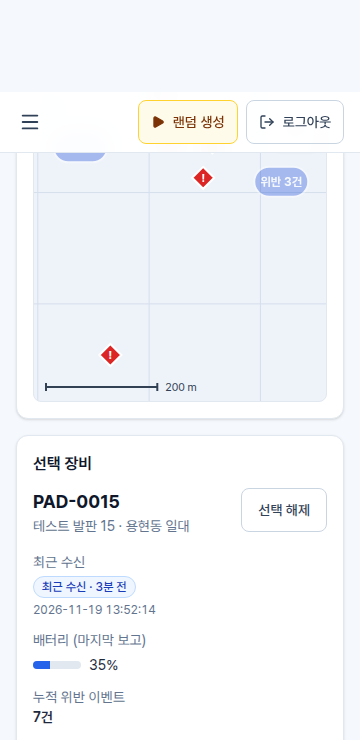 랜덤 생성
로그아웃
!
위반 3건
!
200 m
선택 장비
PAD-0015
테스트 발판 15 · 용현동 일대
선택 해제
최근 수신
최근 수신 · 3분 전
2026-11-19 13:52:14
배터리 (마지막 보고)
35%
누적 위반 이벤트
7건